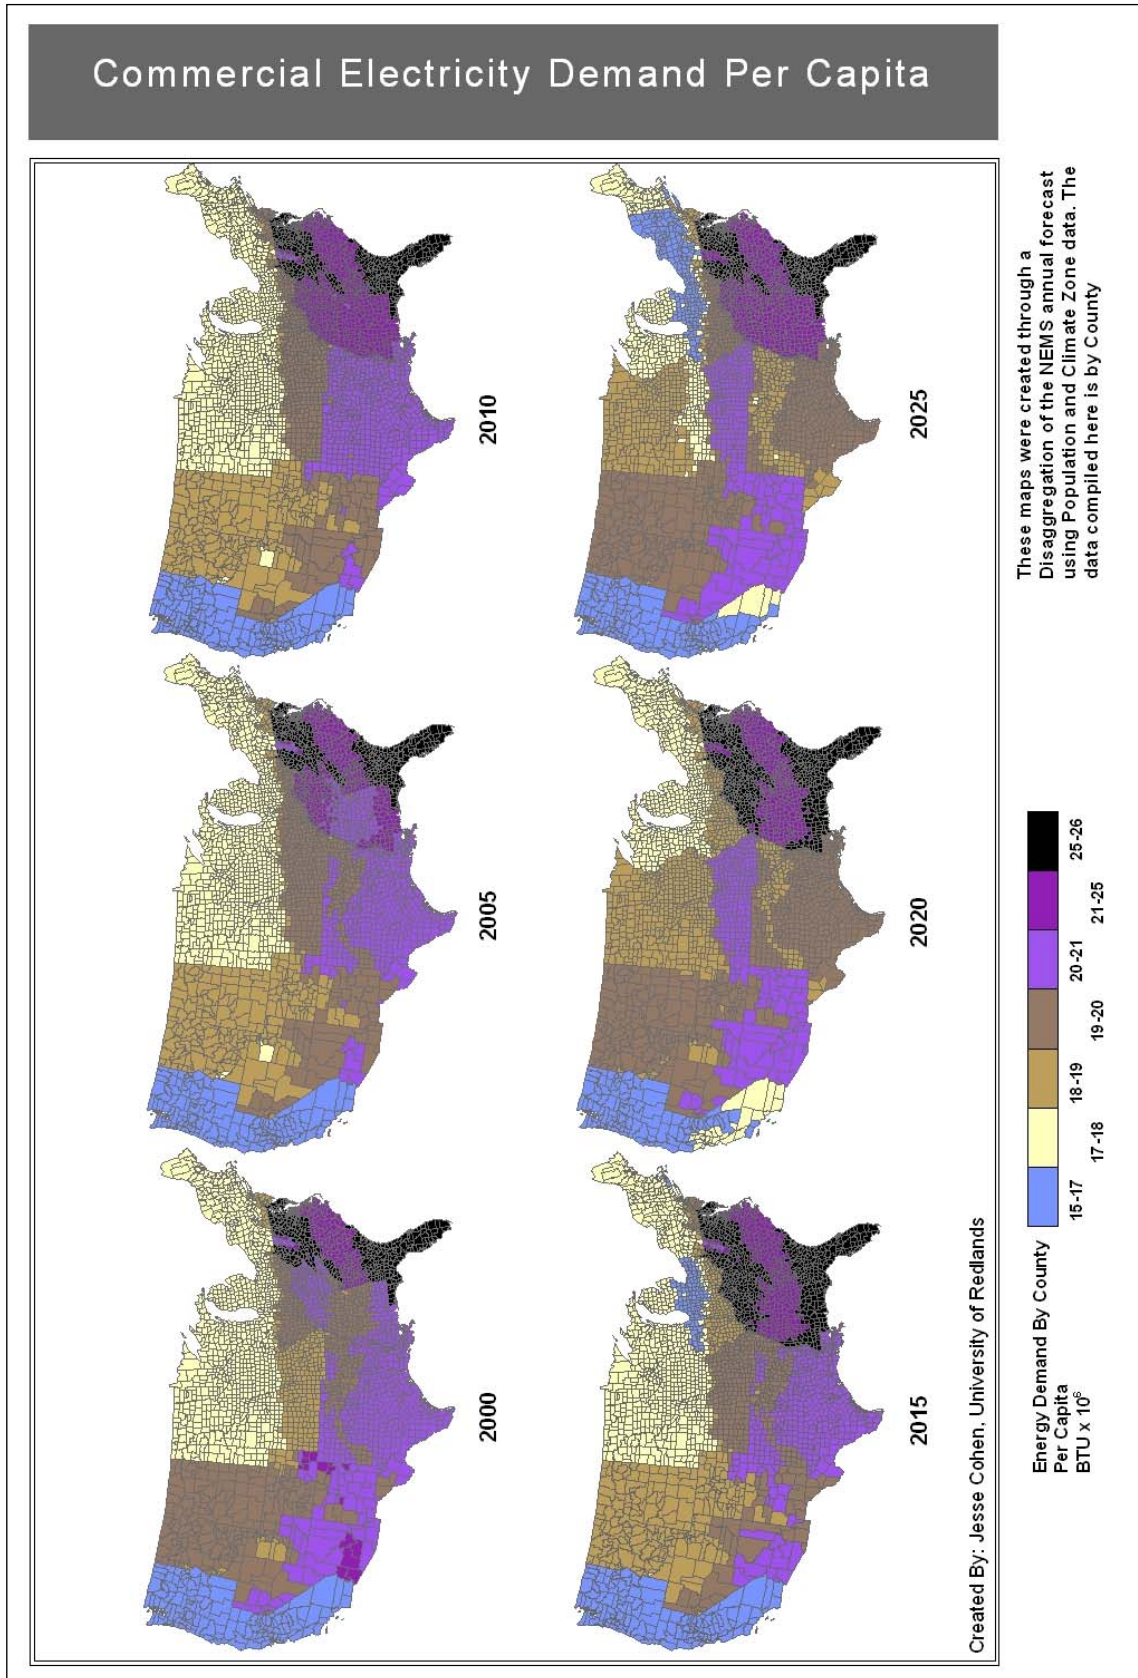 Commercial Electricity Demand Per Capita
2000
2005
2010
2015
2020
2025
Created By: Jesse Cohen, University of Redlands
Energy Demand By County
Per Capita
BTU x 10⁶
15-17
17-18
18-19
19-20
20-21
21-25
25-26
These maps were created through a
Disaggregation of the NEMS annual forecast
using Population and Climate Zone data. The
data compiled here is by County